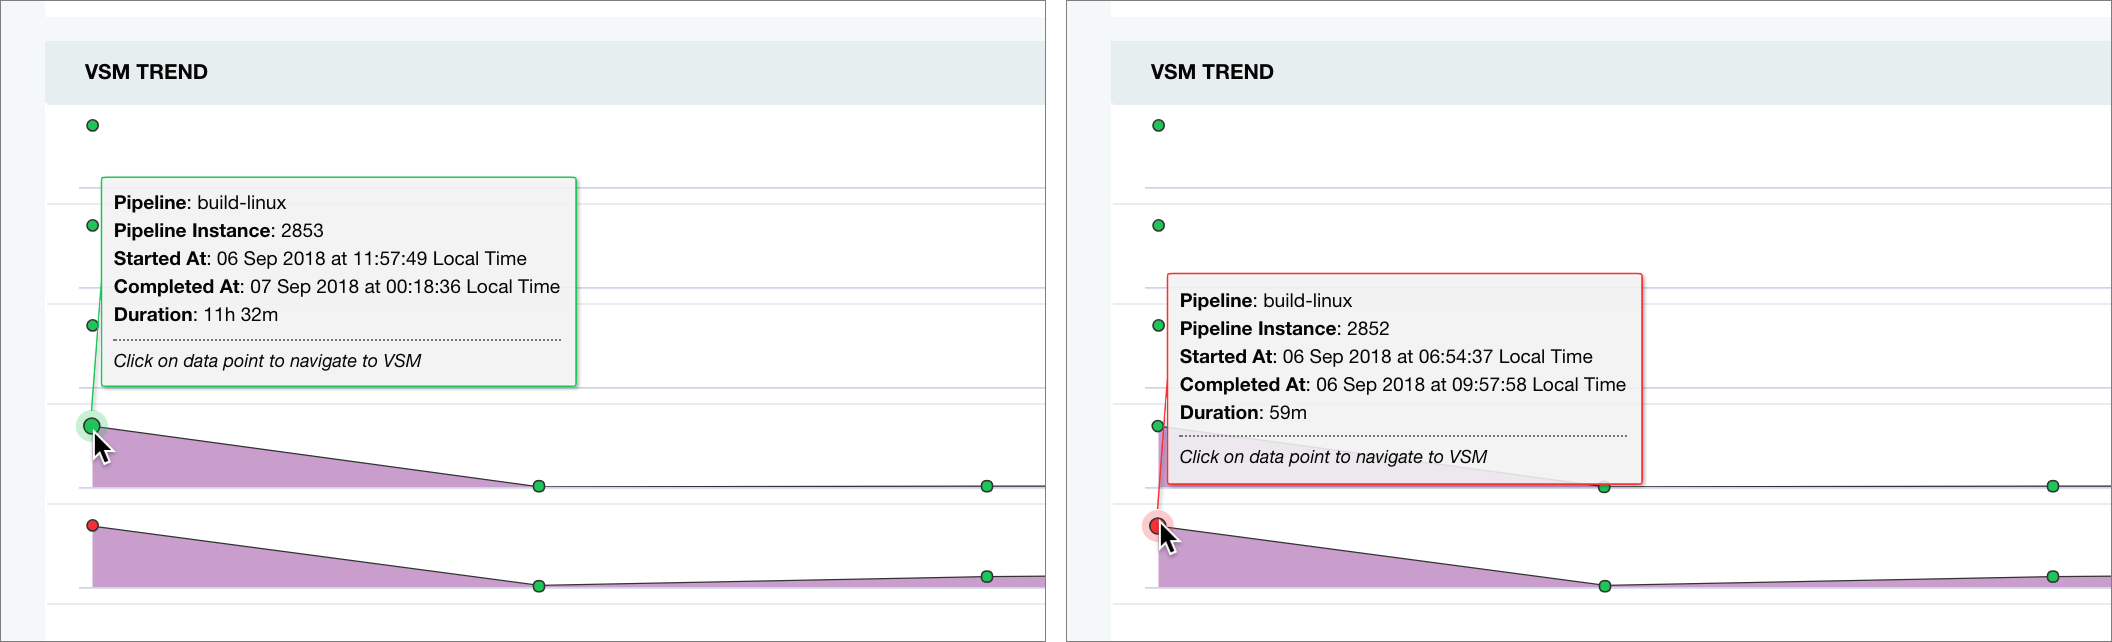 VSM TREND
Pipeline: build-linux
Pipeline Instance: 2853
Started At: 06 Sep 2018 at 11:57:49 Local Time
Completed At: 07 Sep 2018 at 00:18:36 Local Time
Duration: 11h 32m
Click on data point to navigate to VSM
VSM TREND
Pipeline: build-linux
Pipeline Instance: 2852
Started At: 06 Sep 2018 at 06:54:37 Local Time
Completed At: 06 Sep 2018 at 09:57:58 Local Time
Duration: 59m
Click on data point to navigate to VSM